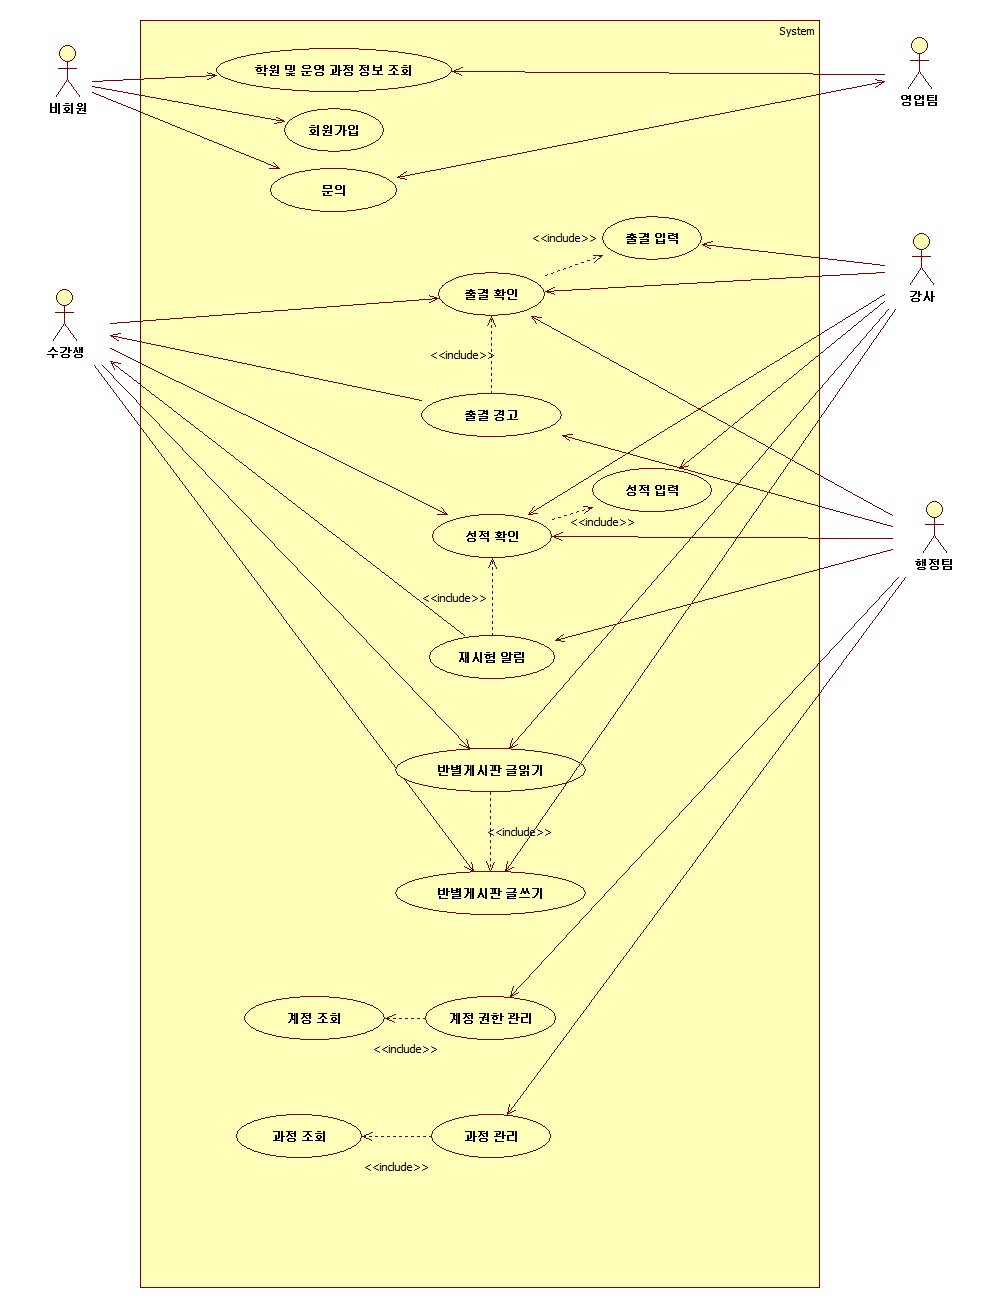 System
비회원
학원 및 운영 과정 정보 조회
영업팀
회원가입
문의
<<include>>
출결 입력
강사
출결 확인
수강생
<<include>>
출결 경고
성적 입력
<<include>>
성적 확인
행정팀
<<include>>
재시험 알림
반별게시판 글읽기
<<include>>
반별게시판 글쓰기
계정 조회
계정 권한 관리
<<include>>
과정 조회
과정 관리
<<include>>